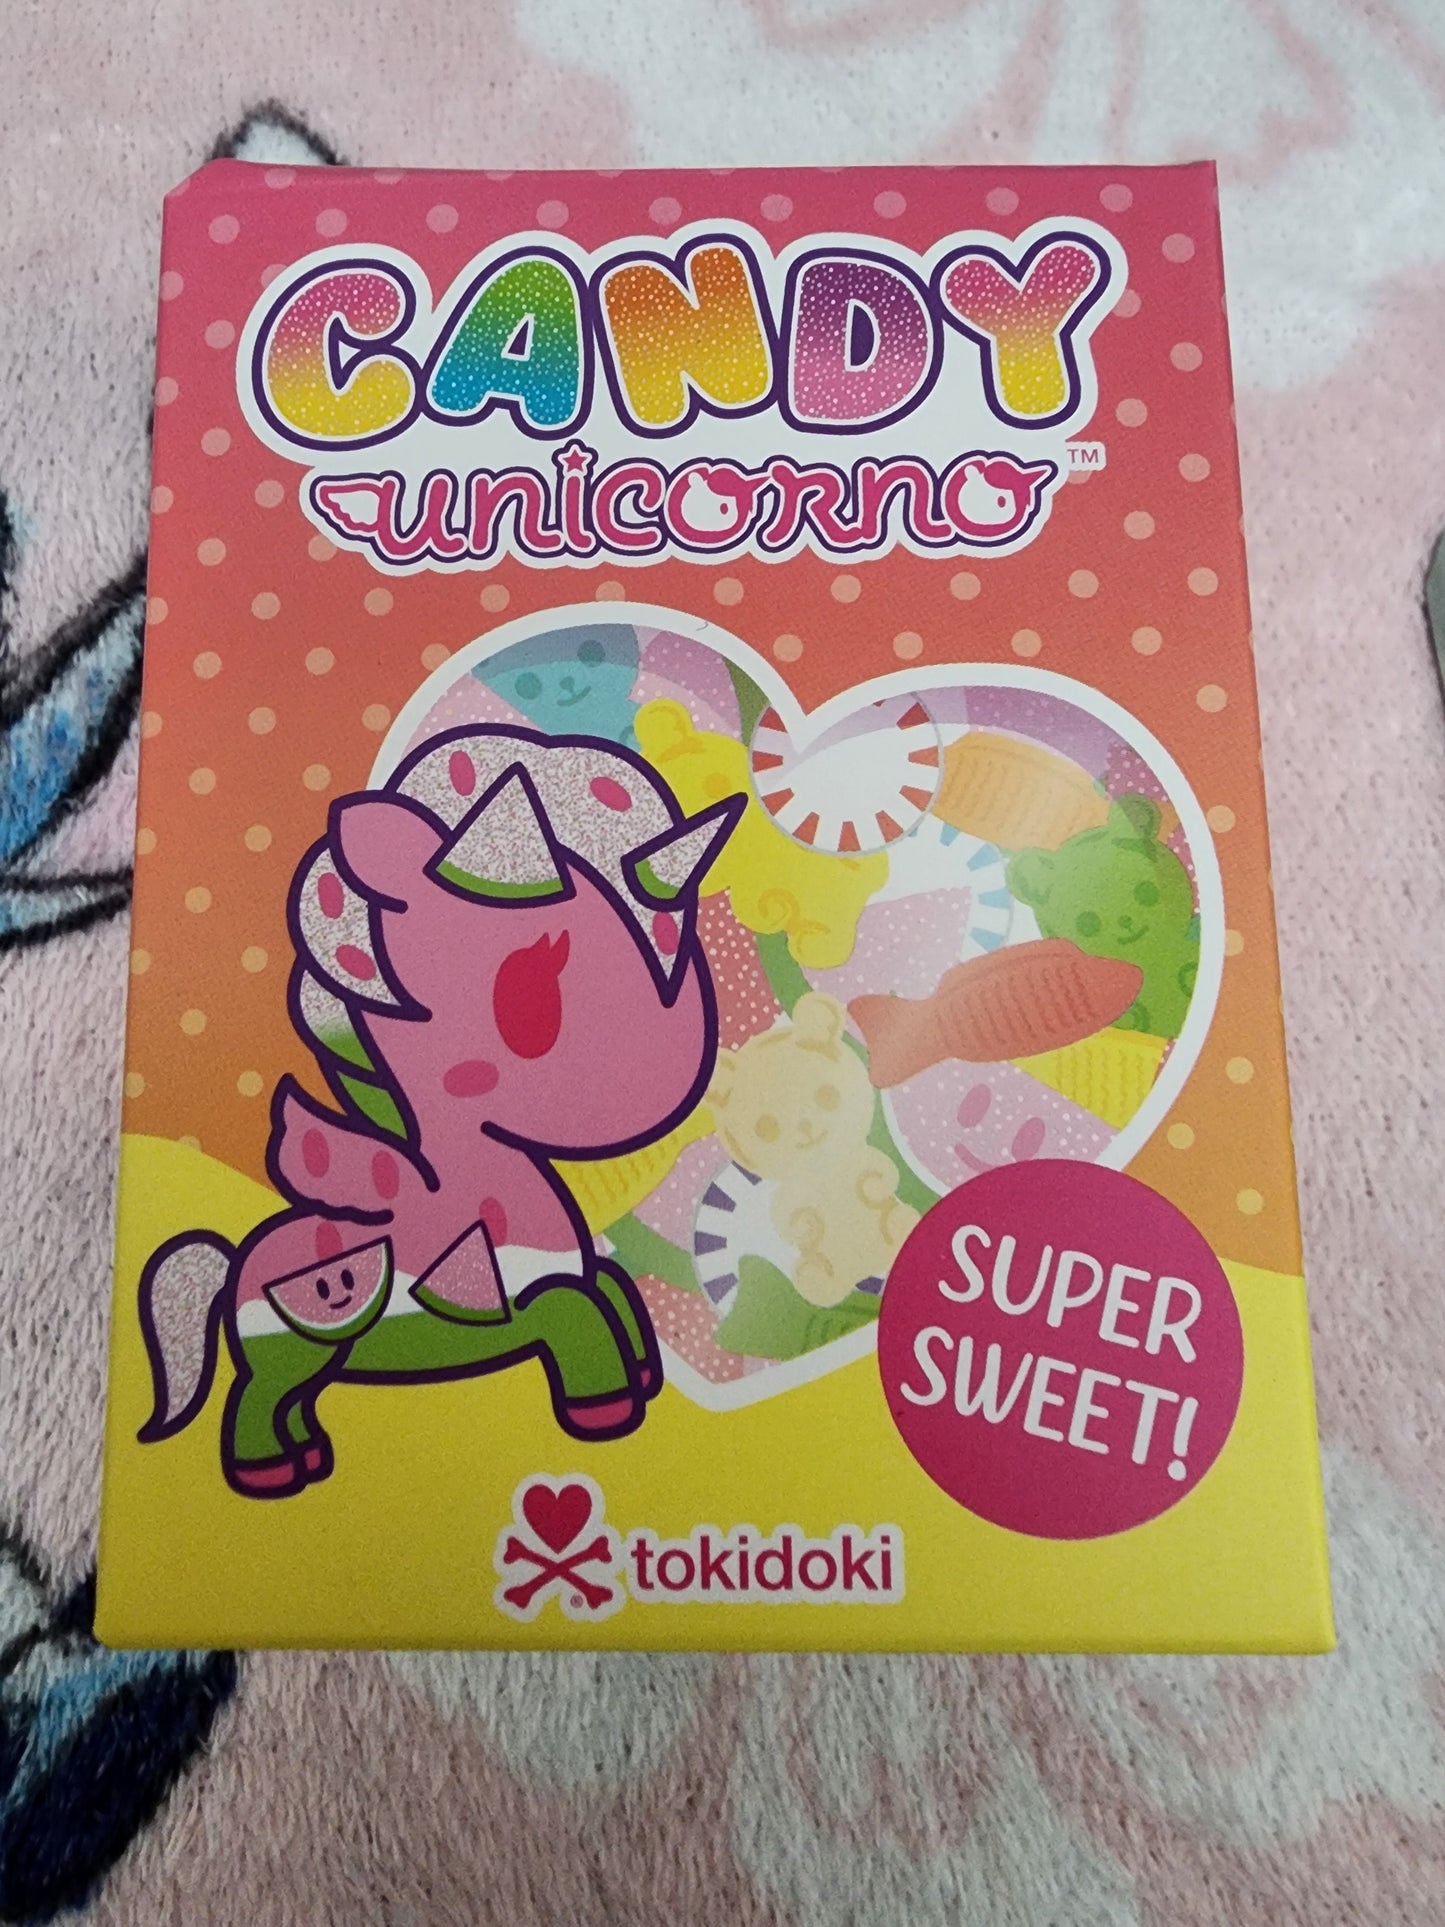 CANDY
unicorno™
SUPER
SWEET!
tokidoki
®